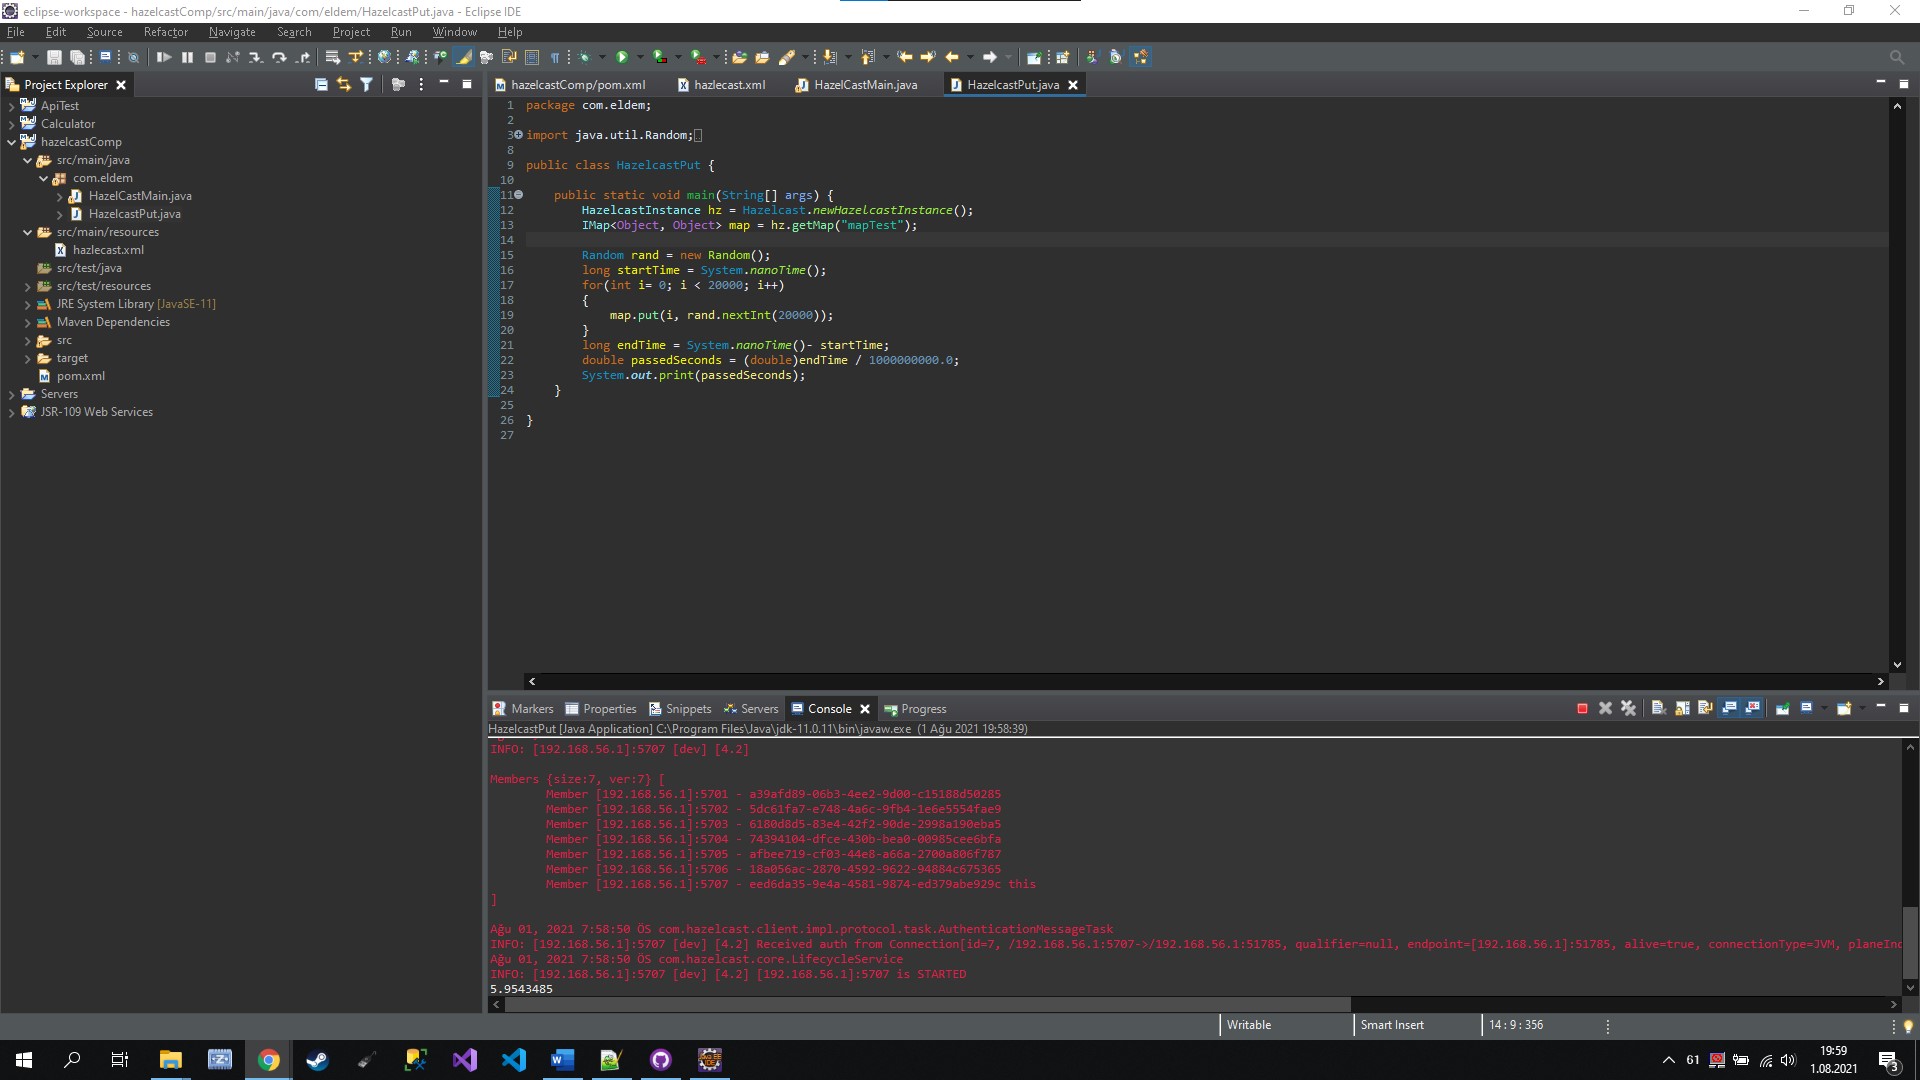 eclipse-workspace - hazelcastComp/src/main/java/com/eldem/HazelcastPut.java - Eclipse IDE
File Edit Source Refactor Navigate Search Project Run Window Help
Project Explorer
ApiTest
Calculator
hazelcastComp
src/main/java
com.eldem
HazelCastMain.java
HazelcastPut.java
src/main/resources
hazlecast.xml
src/test/java
src/test/resources
JRE System Library [JavaSE-11]
Maven Dependencies
src
target
pom.xml
Servers
JSR-109 Web Services
hazelcastComp/pom.xml hazlecast.xml HazelCastMain.java HazelcastPut.java
1 package com.eldem;
2
3 import java.util.Random;
8
9 public class HazelcastPut {
10
11 public static void main(String[] args) {
12 HazelcastInstance hz = Hazelcast.newHazelcastInstance();
13 IMap<Object, Object> map = hz.getMap("mapTest");
14
15 Random rand = new Random();
16 long startTime = System.nanoTime();
17 for(int i= 0; i < 20000; i++)
18 {
19 map.put(i, rand.nextInt(20000));
20 }
21 long endTime = System.nanoTime()- startTime;
22 double passedSeconds = (double)endTime / 1000000000.0;
23 System.out.print(passedSeconds);
24 }
25
26 }
27
Markers Properties Snippets Servers Console Progress
HazelcastPut [Java Application] C:\Program Files\Java\jdk-11.0.11\bin\javaw.exe (1 Ağu 2021 19:58:39)
INFO: [192.168.56.1]:5707 [dev] [4.2]
Members {size:7, ver:7} [
Member [192.168.56.1]:5701 - a39afd89-06b3-4ee2-9d00-c15188d50285
Member [192.168.56.1]:5702 - 5dc61fa7-e748-4a6c-9fb4-1e6e5554fae9
Member [192.168.56.1]:5703 - 6180d8d5-83e4-42f2-90de-2998a190eba5
Member [192.168.56.1]:5704 - 74394104-dfce-430b-bea0-00985cee6bfa
Member [192.168.56.1]:5705 - afbee719-cf03-44e8-a66a-2700a806f787
Member [192.168.56.1]:5706 - 18a056ac-2870-4592-9622-94884c675365
Member [192.168.56.1]:5707 - eed6da35-9e4a-4581-9874-ed379abe929c this
]
Ağu 01, 2021 7:58:50 ÖS com.hazelcast.client.impl.protocol.task.AuthenticationMessageTask
INFO: [192.168.56.1]:5707 [dev] [4.2] Received auth from Connection[id=7, /192.168.56.1:5707->/192.168.56.1:51785, qualifier=null, endpoint=[192.168.56.1]:51785, alive=true, connectionType=JVM, planeInd
Ağu 01, 2021 7:58:50 ÖS com.hazelcast.core.LifecycleService
INFO: [192.168.56.1]:5707 [dev] [4.2] [192.168.56.1]:5707 is STARTED
5.9543485
Writable Smart Insert 14 : 9 : 356
61 19:59
1.08.2021
3